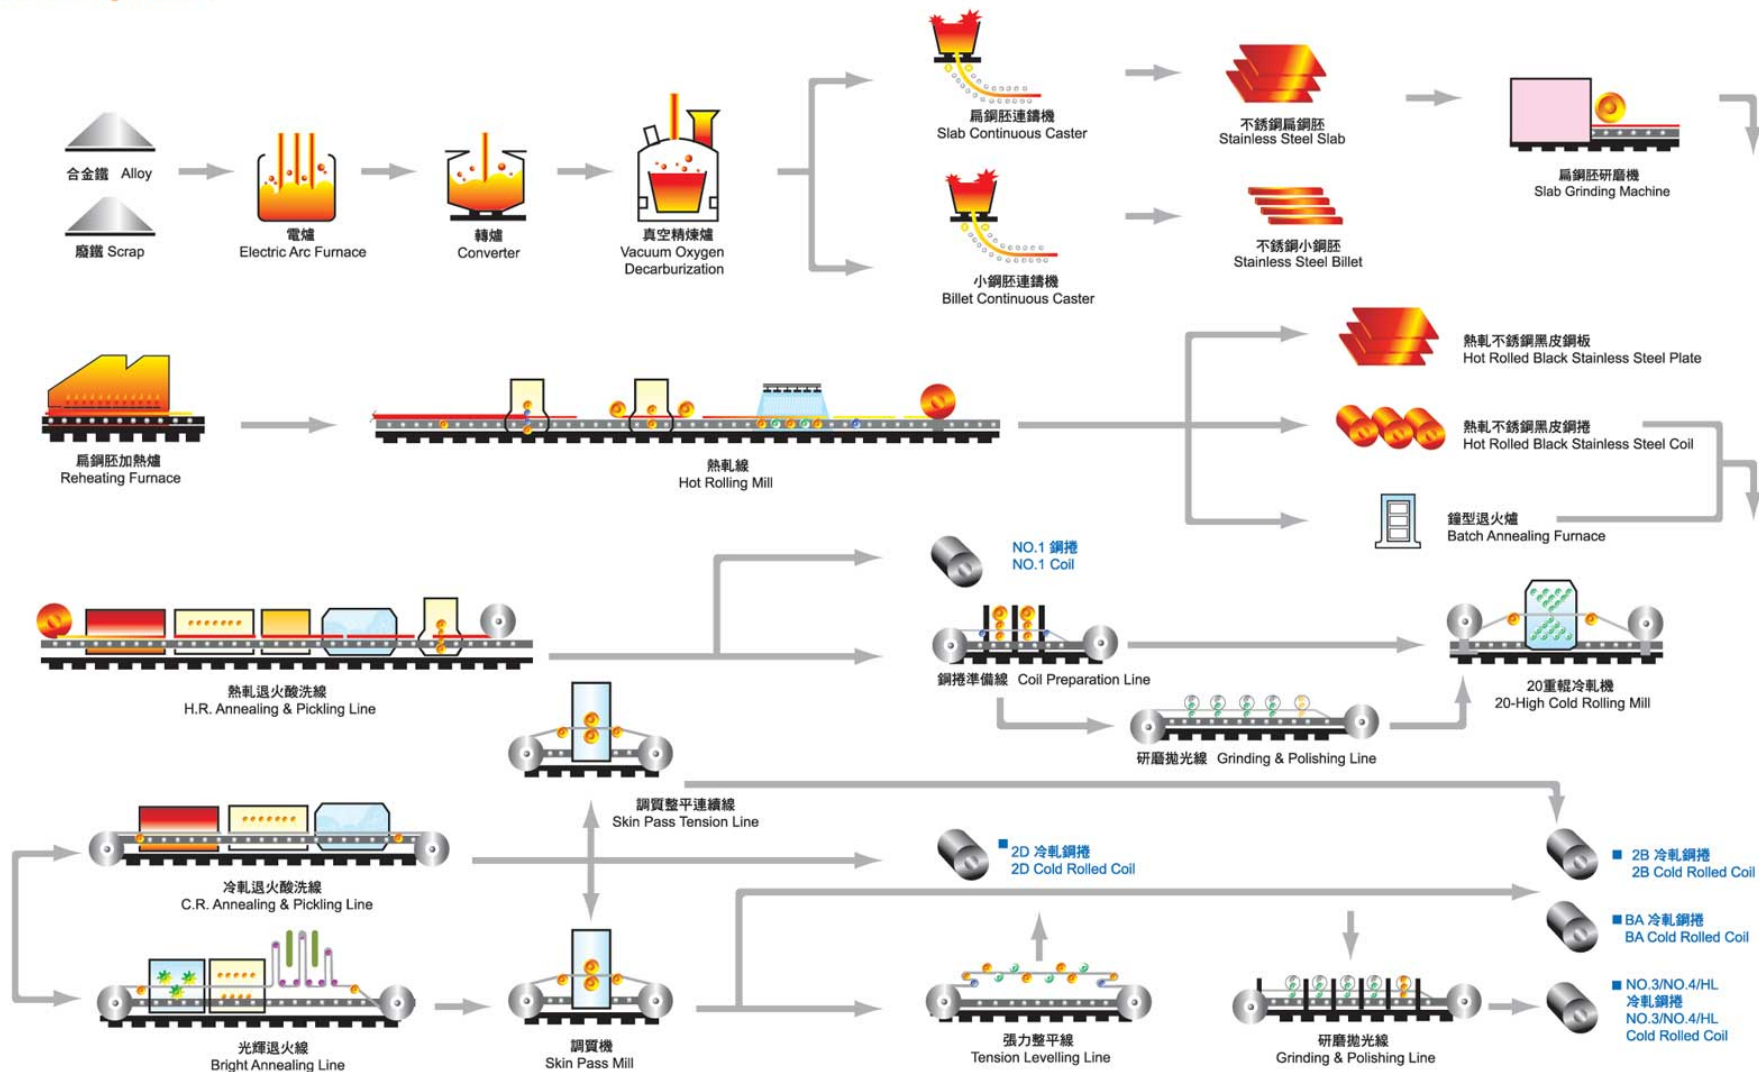 合金鐵 Alloy
廢鐵 Scrap
電爐
Electric Arc Furnace
轉爐
Converter
真空精煉爐
Vacuum Oxygen
Decarburization
扁鋼胚連鑄機
Slab Continuous Caster
不銹鋼扁鋼胚
Stainless Steel Slab
扁鋼胚研磨機
Slab Grinding Machine
小鋼胚連鑄機
Billet Continuous Caster
不銹鋼小鋼胚
Stainless Steel Billet
扁鋼胚加熱爐
Reheating Furnace
熱軋線
Hot Rolling Mill
熱軋不銹鋼黑皮鋼板
Hot Rolled Black Stainless Steel Plate
熱軋不銹鋼黑皮鋼捲
Hot Rolled Black Stainless Steel Coil
鐘型退火爐
Batch Annealing Furnace
熱軋退火酸洗線
H.R. Annealing & Pickling Line
NO.1 鋼捲
NO.1 Coil
鋼捲準備線 Coil Preparation Line
20重輥冷軋機
20-High Cold Rolling Mill
研磨拋光線 Grinding & Polishing Line
調質整平連續線
Skin Pass Tension Line
冷軋退火酸洗線
C.R. Annealing & Pickling Line
2D 冷軋鋼捲
2D Cold Rolled Coil
2B 冷軋鋼捲
2B Cold Rolled Coil
BA 冷軋鋼捲
BA Cold Rolled Coil
光輝退火線
Bright Annealing Line
調質機
Skin Pass Mill
張力整平線
Tension Levelling Line
研磨拋光線
Grinding & Polishing Line
NO.3/NO.4/HL
冷軋鋼捲
NO.3/NO.4/HL
Cold Rolled Coil